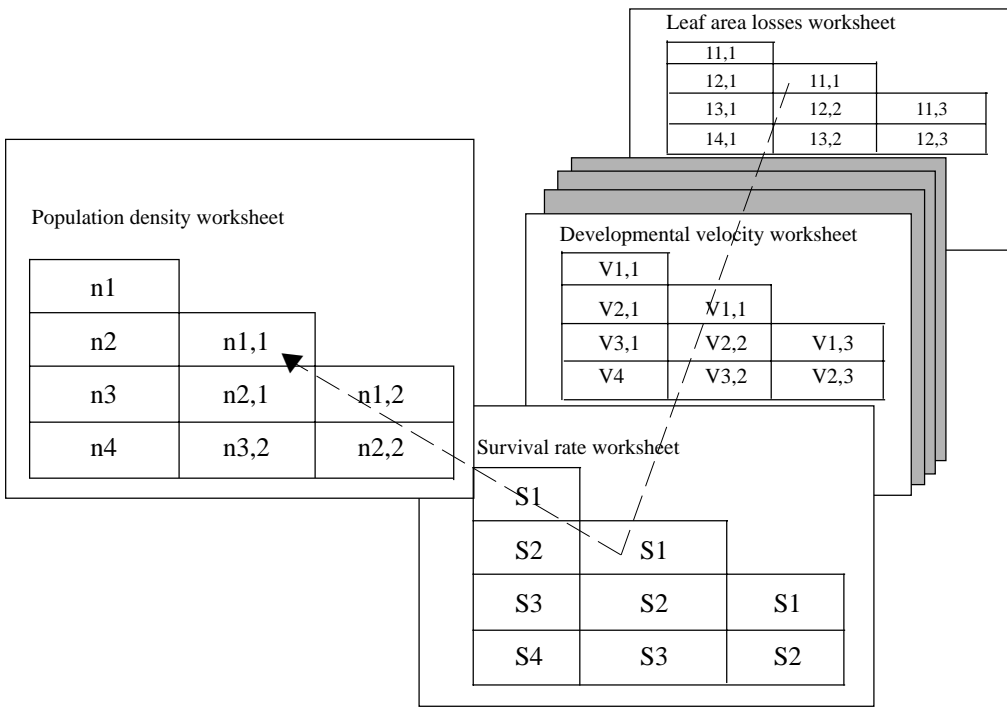 Leaf area losses worksheet
11,1
12,1 11,1
13,1 12,2 11,3
14,1 13,2 12,3
Population density worksheet
n1
n2 n1,1
n3 n2,1 n1,2
n4 n3,2 n2,2
Developmental velocity worksheet
V1,1
V2,1 V1,1
V3,1 V2,2 V1,3
V4 V3,2 V2,3
Survival rate worksheet
S1
S2 S1
S3 S2 S1
S4 S3 S2